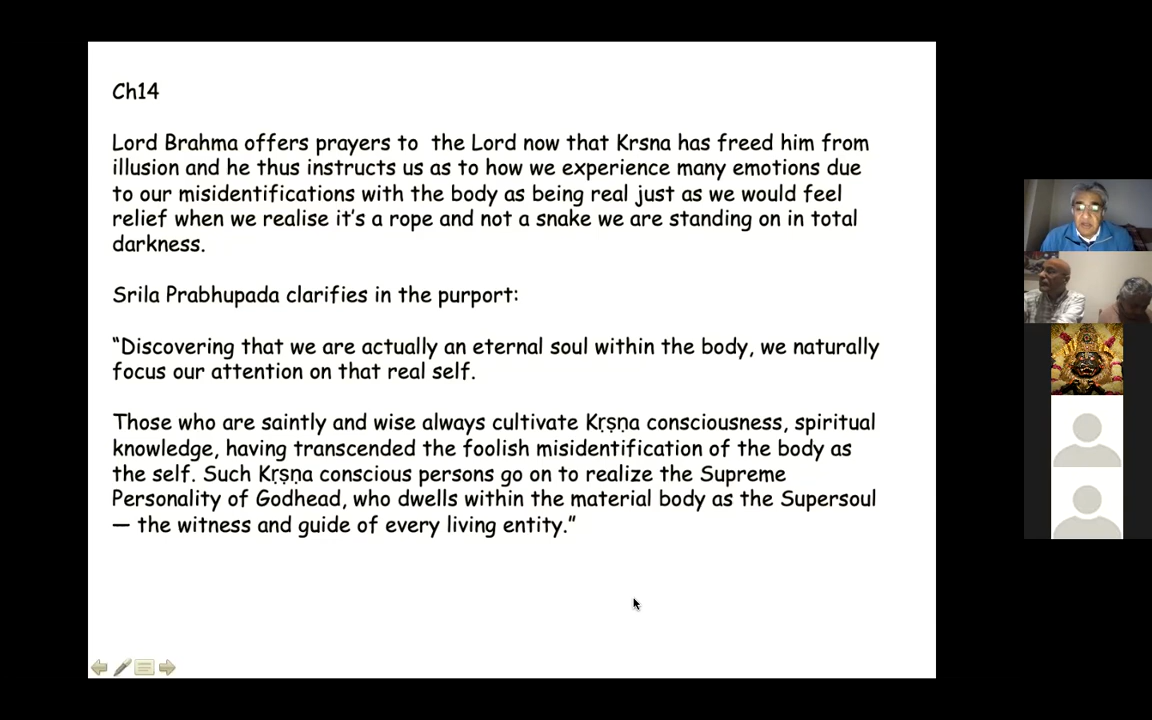 Ch14
Lord Brahma offers prayers to  the Lord now that Krsna has freed him from
illusion and he thus instructs us as to how we experience many emotions due
to our misidentifications with the body as being real just as we would feel
relief when we realise it's a rope and not a snake we are standing on in total
darkness.
Srila Prabhupada clarifies in the purport:
“Discovering that we are actually an eternal soul within the body, we naturally
focus our attention on that real self.
Those who are saintly and wise always cultivate Kṛṣṇa consciousness, spiritual
knowledge, having transcended the foolish misidentification of the body as
the self. Such Kṛṣṇa conscious persons go on to realize the Supreme
Personality of Godhead, who dwells within the material body as the Supersoul
— the witness and guide of every living entity.”